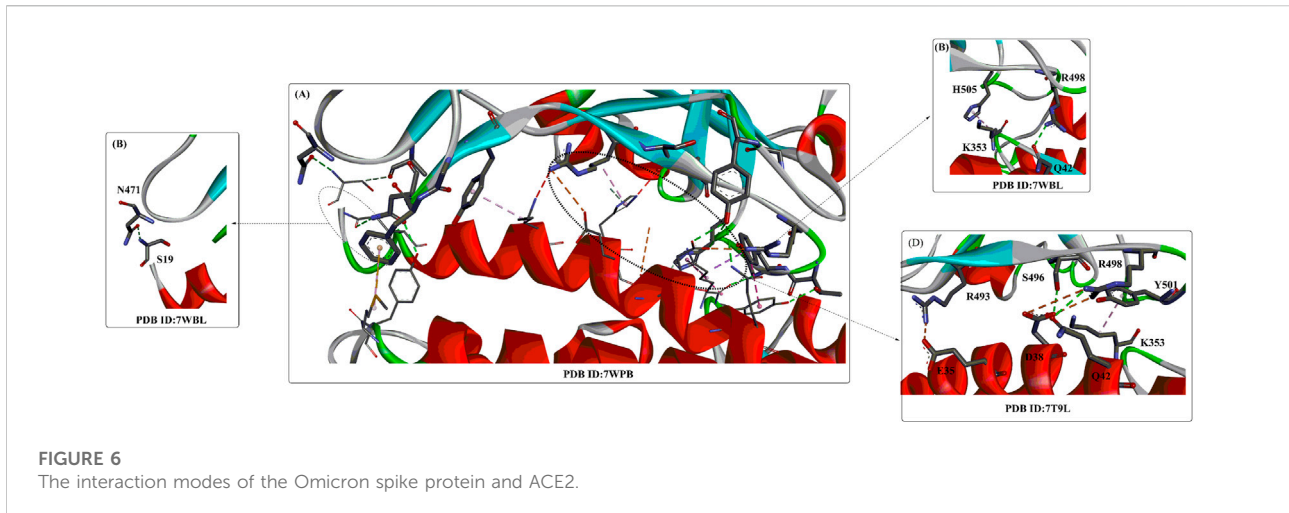 (B)
N471
S19
PDB ID:7WBL
(A)
PDB ID:7WPB
(B)
R498
H505
K353
Q42
PDB ID:7WBL
(D)
S496
R498
R493
Y501
K353
D38
E35
Q42
PDB ID:7T9L
FIGURE 6
The interaction modes of the Omicron spike protein and ACE2.